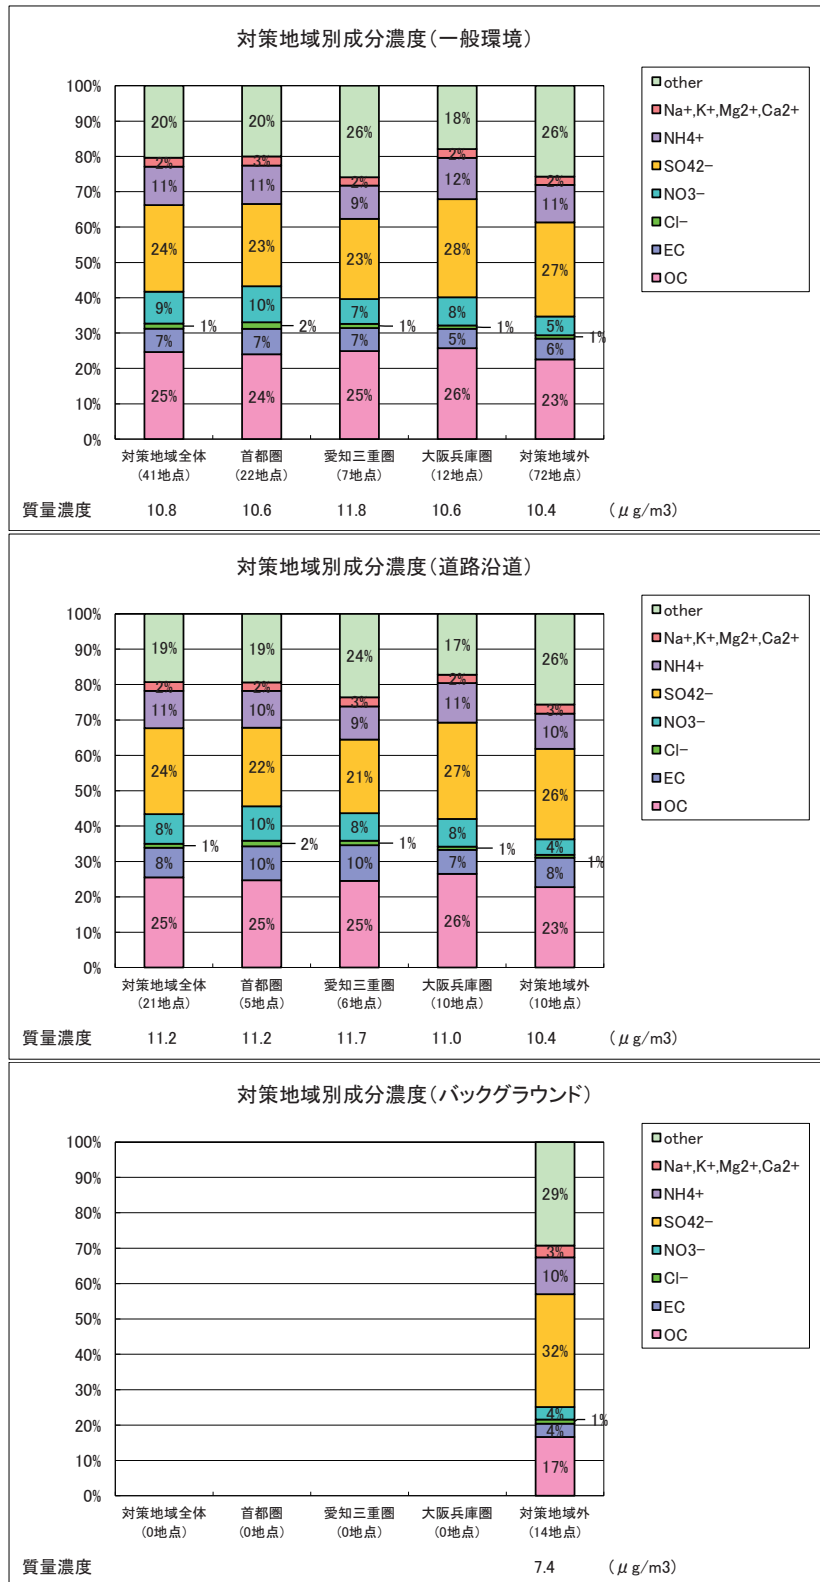 対策地域別成分濃度(一般環境)
100%
90%
80%
70%
60%
50%
40%
30%
20%
10%
0%
20% 20% 26% 18% 26%
2% 3% 2% 2% 2%
11% 11% 9% 12% 11%
24% 23% 23% 28% 27%
9% 10% 7% 8% 5%
1% 2% 1% 1% 1%
7% 7% 7% 5% 6%
25% 24% 25% 26% 23%
other
Na+,K+,Mg2+,Ca2+
NH4+
SO42-
NO3-
Cl-
EC
OC
対策地域全体 首都圏 愛知三重圏 大阪兵庫圏 対策地域外
(41地点) (22地点) (7地点) (12地点) (72地点)
質量濃度 10.8 10.6 11.8 10.6 10.4 (μg/m3)
対策地域別成分濃度(道路沿道)
100%
90%
80%
70%
60%
50%
40%
30%
20%
10%
0%
19% 19% 24% 17% 26%
2% 2% 3% 2% 3%
11% 10% 9% 11% 10%
24% 22% 21% 27% 26%
8% 10% 8% 8% 4%
1% 2% 1% 1% 1%
8% 10% 10% 7% 8%
25% 25% 25% 26% 23%
other
Na+,K+,Mg2+,Ca2+
NH4+
SO42-
NO3-
Cl-
EC
OC
対策地域全体 首都圏 愛知三重圏 大阪兵庫圏 対策地域外
(21地点) (5地点) (6地点) (10地点) (10地点)
質量濃度 11.2 11.2 11.7 11.0 10.4 (μg/m3)
対策地域別成分濃度(バックグラウンド)
100%
90%
80%
70%
60%
50%
40%
30%
20%
10%
0%
29%
3%
10%
32%
4%
1%
4%
17%
other
Na+,K+,Mg2+,Ca2+
NH4+
SO42-
NO3-
Cl-
EC
OC
対策地域全体 首都圏 愛知三重圏 大阪兵庫圏 対策地域外
(0地点) (0地点) (0地点) (0地点) (14地点)
質量濃度 7.4 (μg/m3)